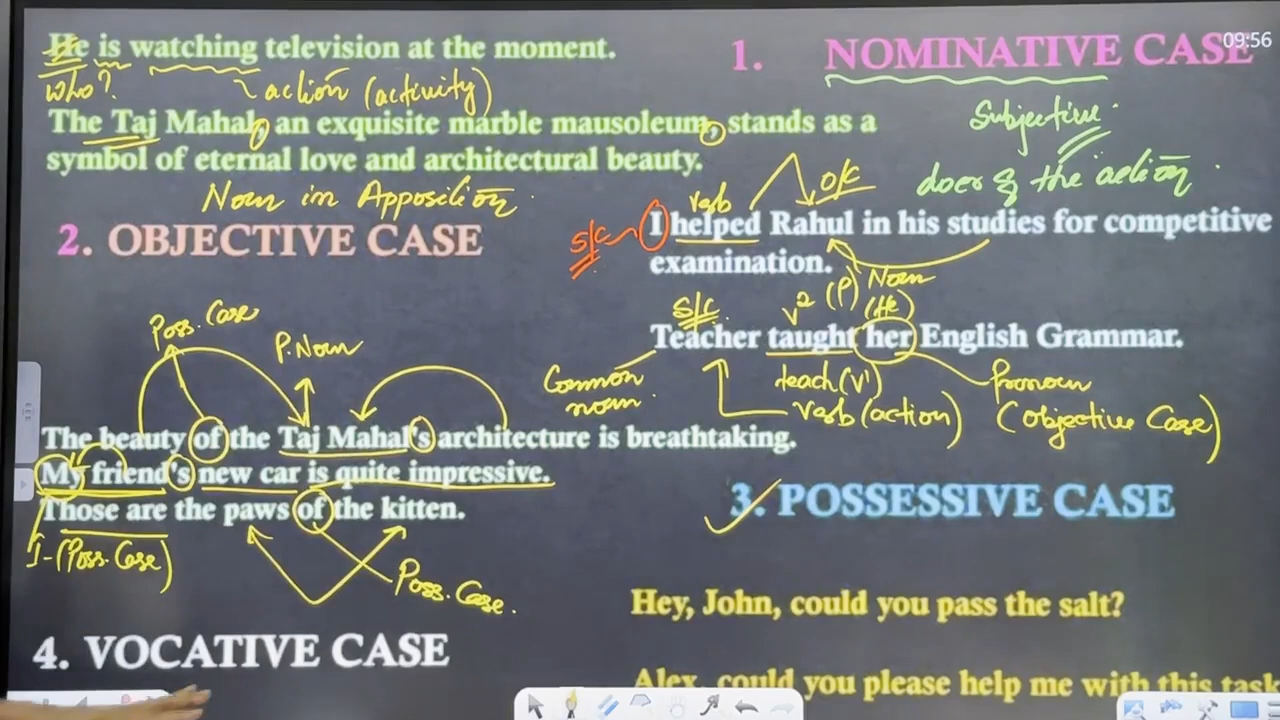 He is watching television at the moment.
Who?
action (activity)
The Taj Mahal, an exquisite marble mausoleum, stands as a
symbol of eternal love and architectural beauty.
Noun in Apposition.
1. NOMINATIVE CASE
09:56
Subjective
doer of the action.
2. OBJECTIVE CASE
verb
O/C
S/C
I helped Rahul in his studies for competitive
examination.
(P) Noun
S/C
V2
(He)
Teacher taught her English Grammar.
Common
noun.
teach (V1)
verb (action)
Pronoun
(Objective Case)
Poss. Case
P. Noun
The beauty of the Taj Mahal's architecture is breathtaking.
My friend's new car is quite impressive.
Those are the paws of the kitten.
I - (Poss. Case)
Poss. Case.
3. POSSESSIVE CASE
Hey, John, could you pass the salt?
4. VOCATIVE CASE
Alex, could you please help me with this task